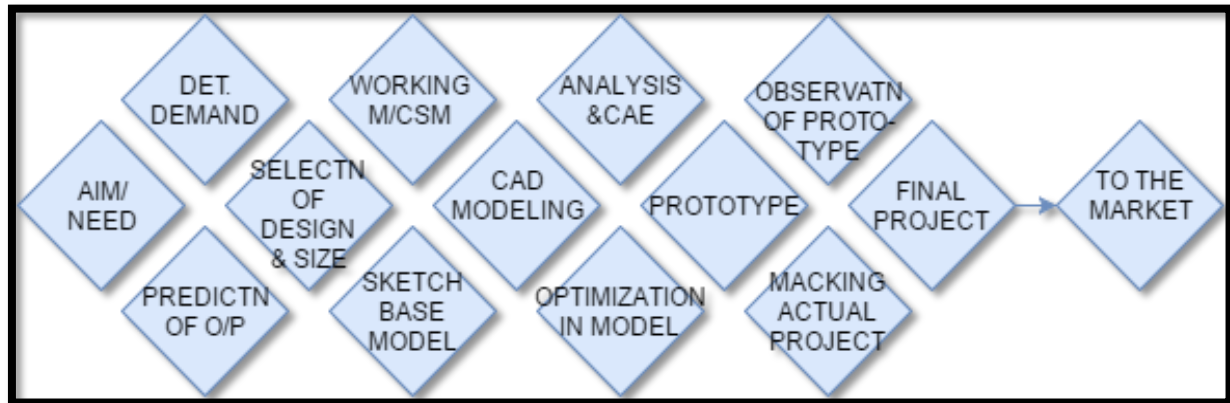 DET.
DEMAND
WORKING
M/CSM
ANALYSIS
&CAE
OBSERVATN
OF PROTO-
TYPE
AIM/
NEED
SELECTN
OF
DESIGN
& SIZE
CAD
MODELING
PROTOTYPE
FINAL
PROJECT
TO THE
MARKET
PREDICTN
OF O/P
SKETCH
BASE
MODEL
OPTIMIZATION
IN MODEL
MACKING
ACTUAL
PROJECT